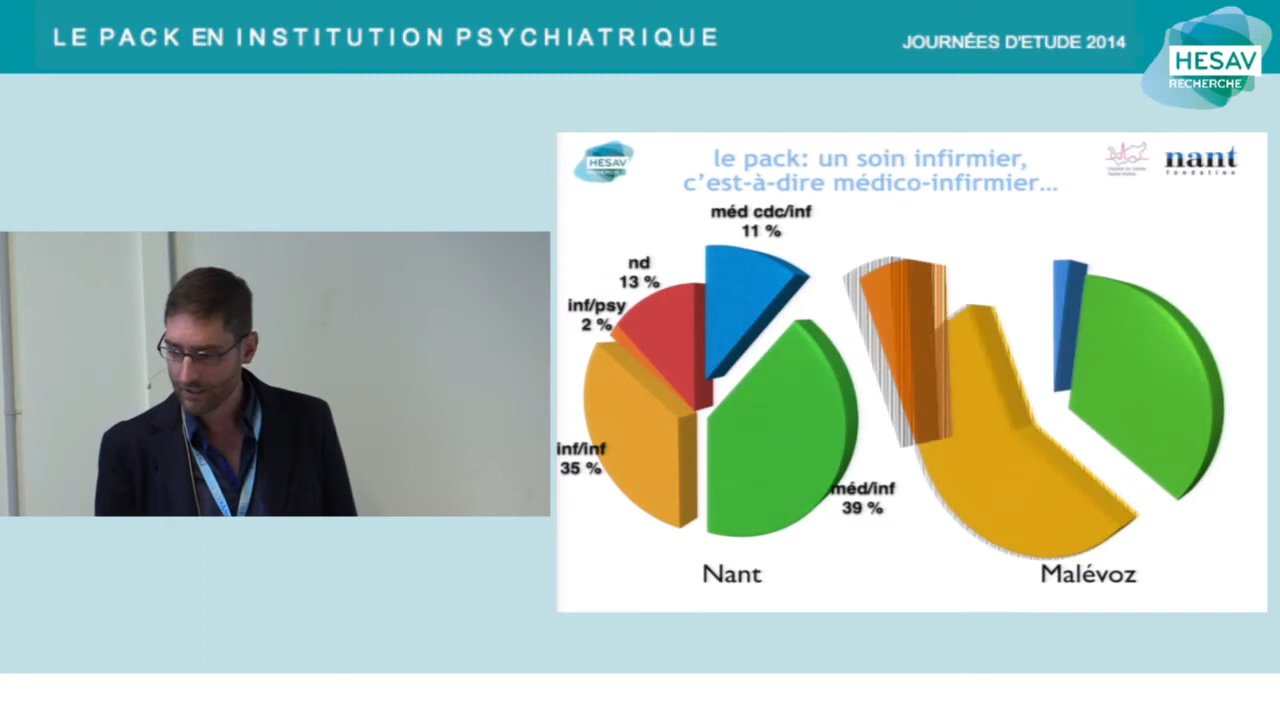 LE PACK EN INSTITUTION PSYCHIATRIQUE
JOURNÉES D'ETUDE 2014
HESAV
RECHERCHE
HESAV
le pack: un soin infirmier,
c'est-à-dire médico-infirmier...
nant
fondation
méd cdc/inf
11 %
nd
13 %
inf/psy
2 %
inf/inf
35 %
méd/inf
39 %
Nant
Malévoz